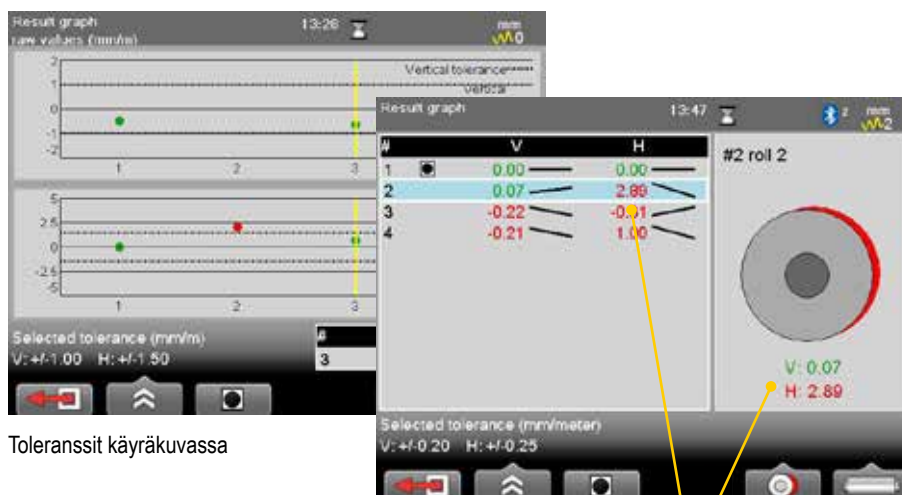 Result graph 13:26 mm
raw values (mm/m) 0
2
1
0
-1
-2
Vertical tolerance
vertical
1 2 3
5
2.5
0
-2.5
-5
1 2 3
Selected tolerance (mm/m)
V: +/-1.00 H: +/-1.50
#
3
Toleranssit käyräkuvassa
Result graph 13:47 z mm
2
# V H
1 0.00 0.00
2 0.07 2.89
3 -0.22
4 -0.21 1.00
#2 roll 2
V: 0.07
H: 2.89
Selected tolerance (mm/meter)
V: +/-0.20 H: +/-0.25